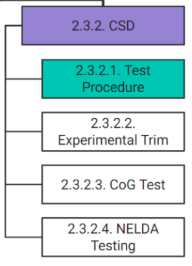 2.3.2. CSD
2.3.2.1. Test
Procedure
2.3.2.2.
Experimental Trim
2.3.2.3. CoG Test
2.3.2.4. NELDA
Testing